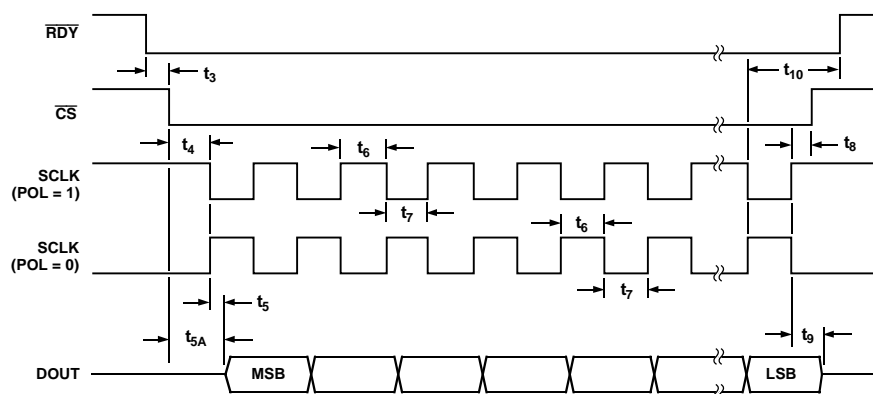 RDY
t3
t10
CS
t4
t6
t8
SCLK
(POL = 1)
t7
t6
SCLK
(POL = 0)
t7
t5
t5A
t9
DOUT
MSB
LSB